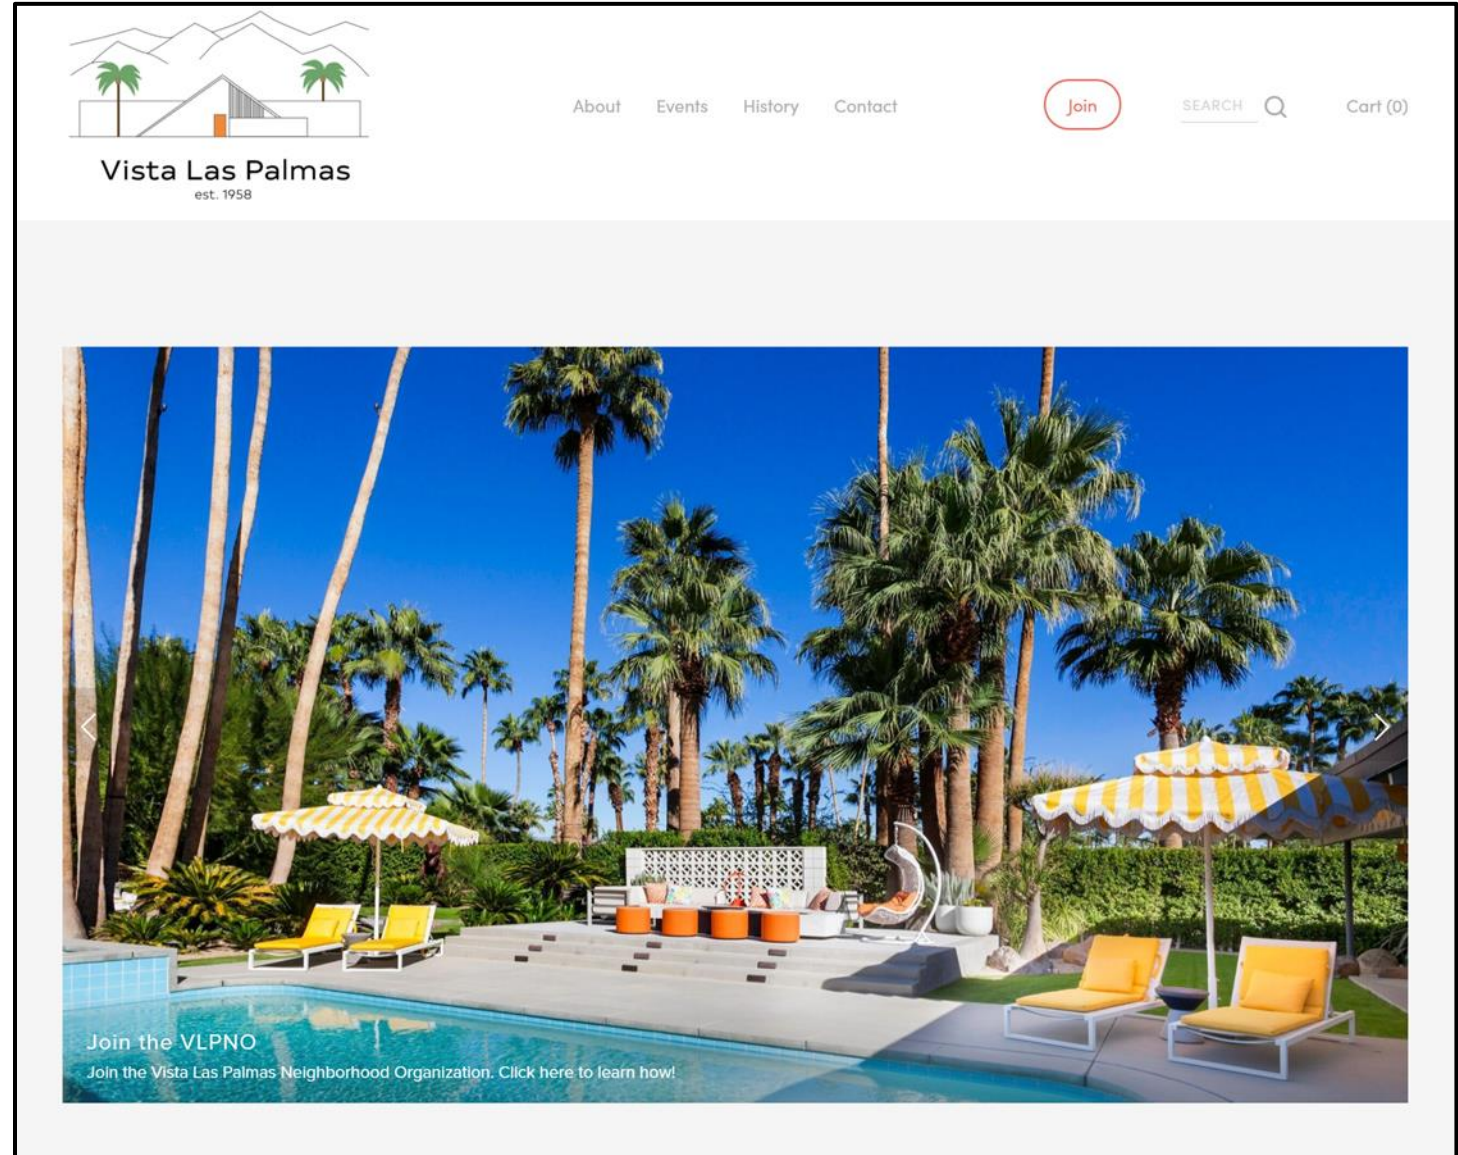 Vista Las Palmas
est. 1958
About Events History Contact Join SEARCH Cart (0)
Join the VLPNO
Join the Vista Las Palmas Neighborhood Organization. Click here to learn how!